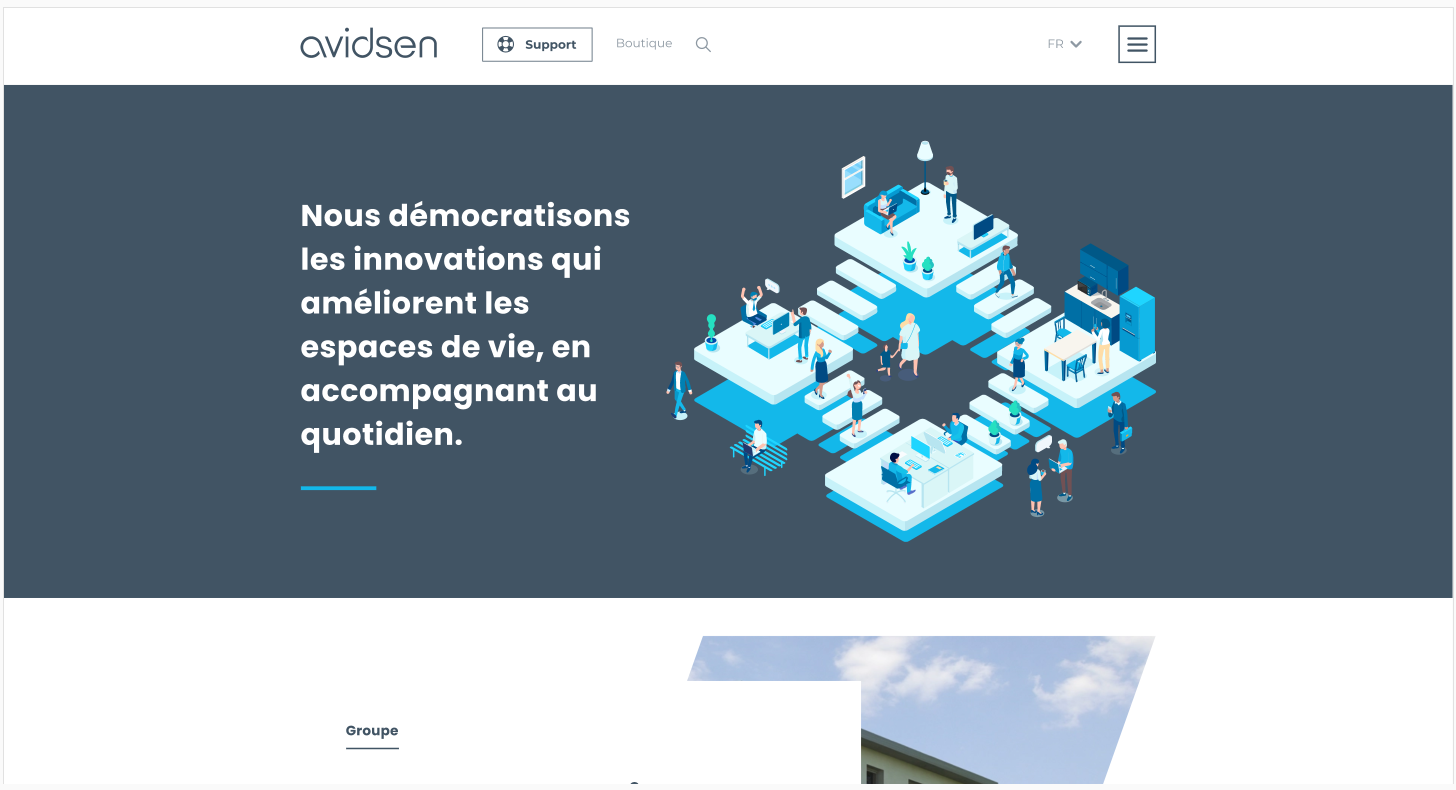 avidsen
Support
Boutique
FR
Nous démocratisons
les innovations qui
améliorent les
espaces de vie, en
accompagnant au
quotidien.
Groupe